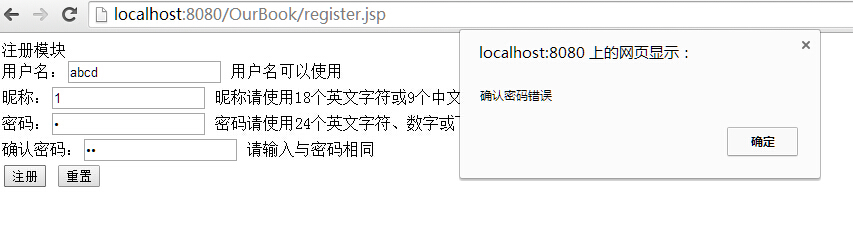 localhost:8080/OurBook/register.jsp
注册模块
用户名： abcd 用户名可以使用
昵称： 1 昵称请使用18个英文字符或9个中文
密码： • 密码请使用24个英文字符、数字或
确认密码： •• 请输入与密码相同
注册 重置
localhost:8080 上的网页显示：
确认密码错误
确定